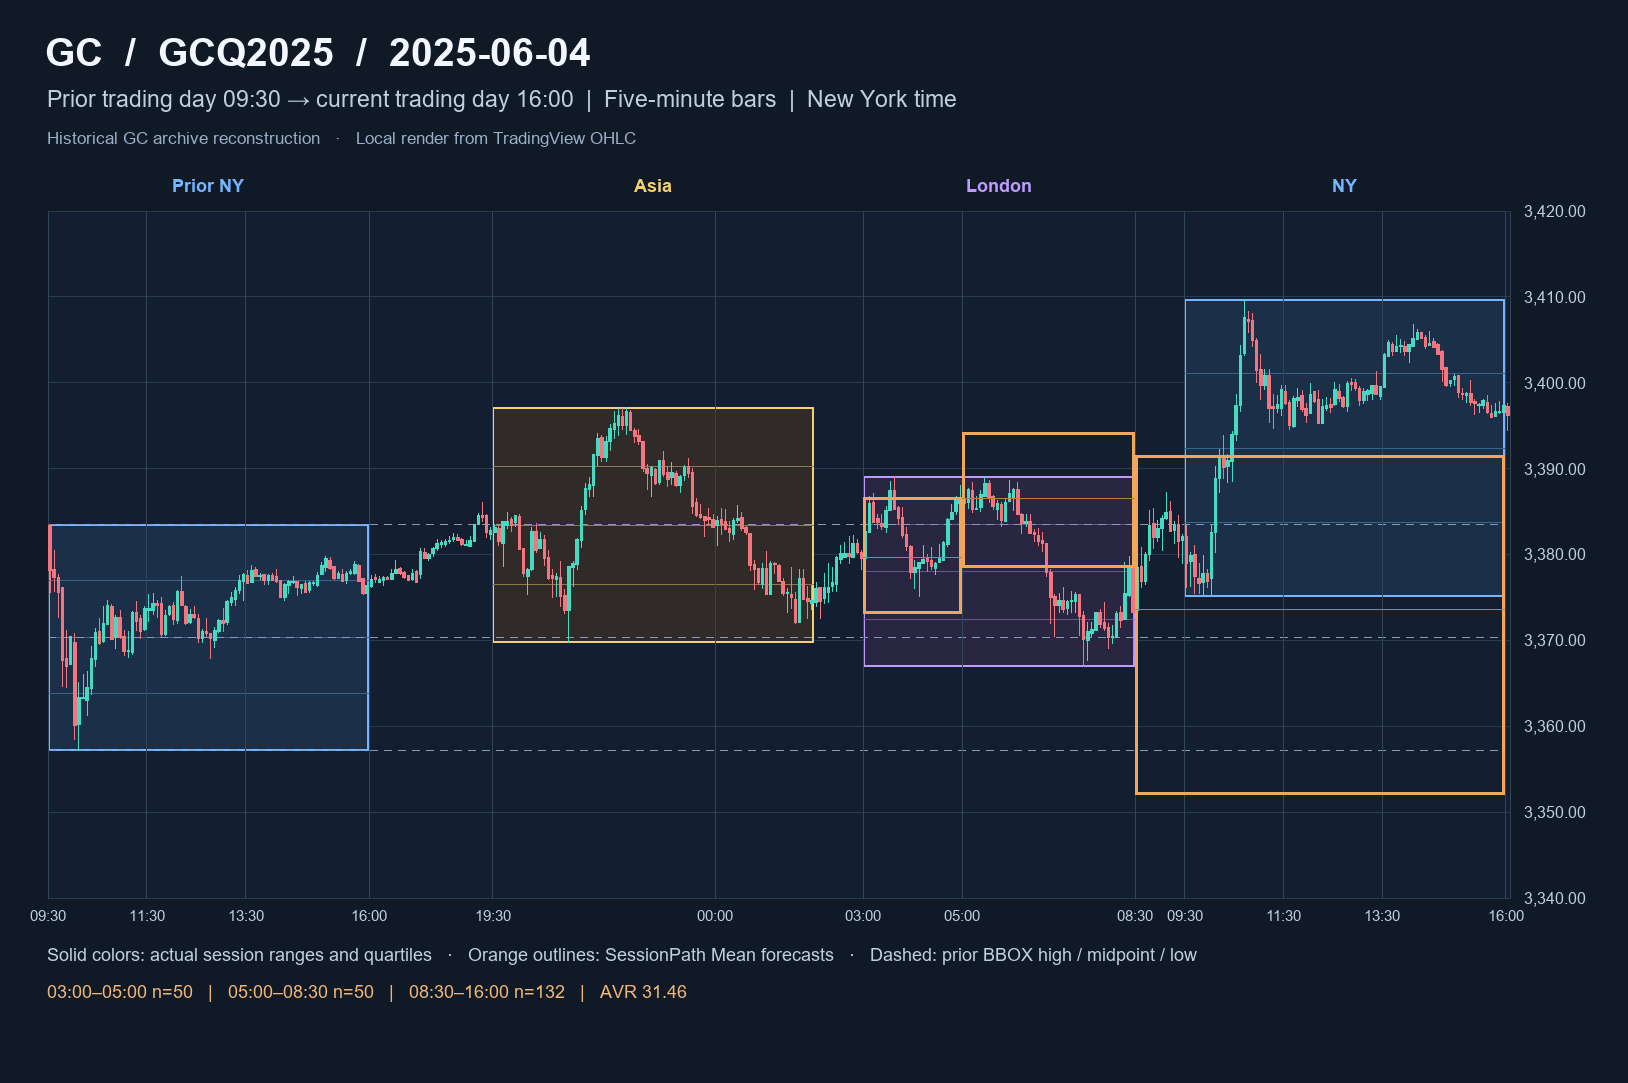 GC / GCQ2025 / 2025-06-04
Prior trading day 09:30 → current trading day 16:00 | Five-minute bars | New York time
Historical GC archive reconstruction · Local render from TradingView OHLC
Prior NY Asia London NY
3,420.00
3,410.00
3,400.00
3,390.00
3,380.00
3,370.00
3,360.00
3,350.00
3,340.00
09:30 11:30 13:30 16:00 19:30 00:00 03:00 05:00 08:30 09:30 11:30 13:30 16:00
Solid colors: actual session ranges and quartiles · Orange outlines: SessionPath Mean forecasts · Dashed: prior BBOX high / midpoint / low
03:00–05:00 n=50 | 05:00–08:30 n=50 | 08:30–16:00 n=132 | AVR 31.46